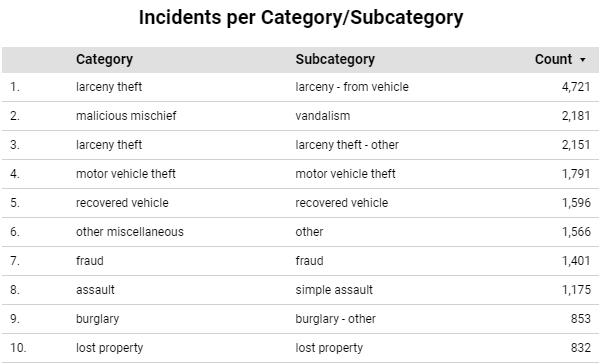 Incidents per Category/Subcategory
Category Subcategory Count ▼
1. larceny theft larceny - from vehicle 4,721
2. malicious mischief vandalism 2,181
3. larceny theft larceny theft - other 2,151
4. motor vehicle theft motor vehicle theft 1,791
5. recovered vehicle recovered vehicle 1,596
6. other miscellaneous other 1,566
7. fraud fraud 1,401
8. assault simple assault 1,175
9. burglary burglary - other 853
10. lost property lost property 832